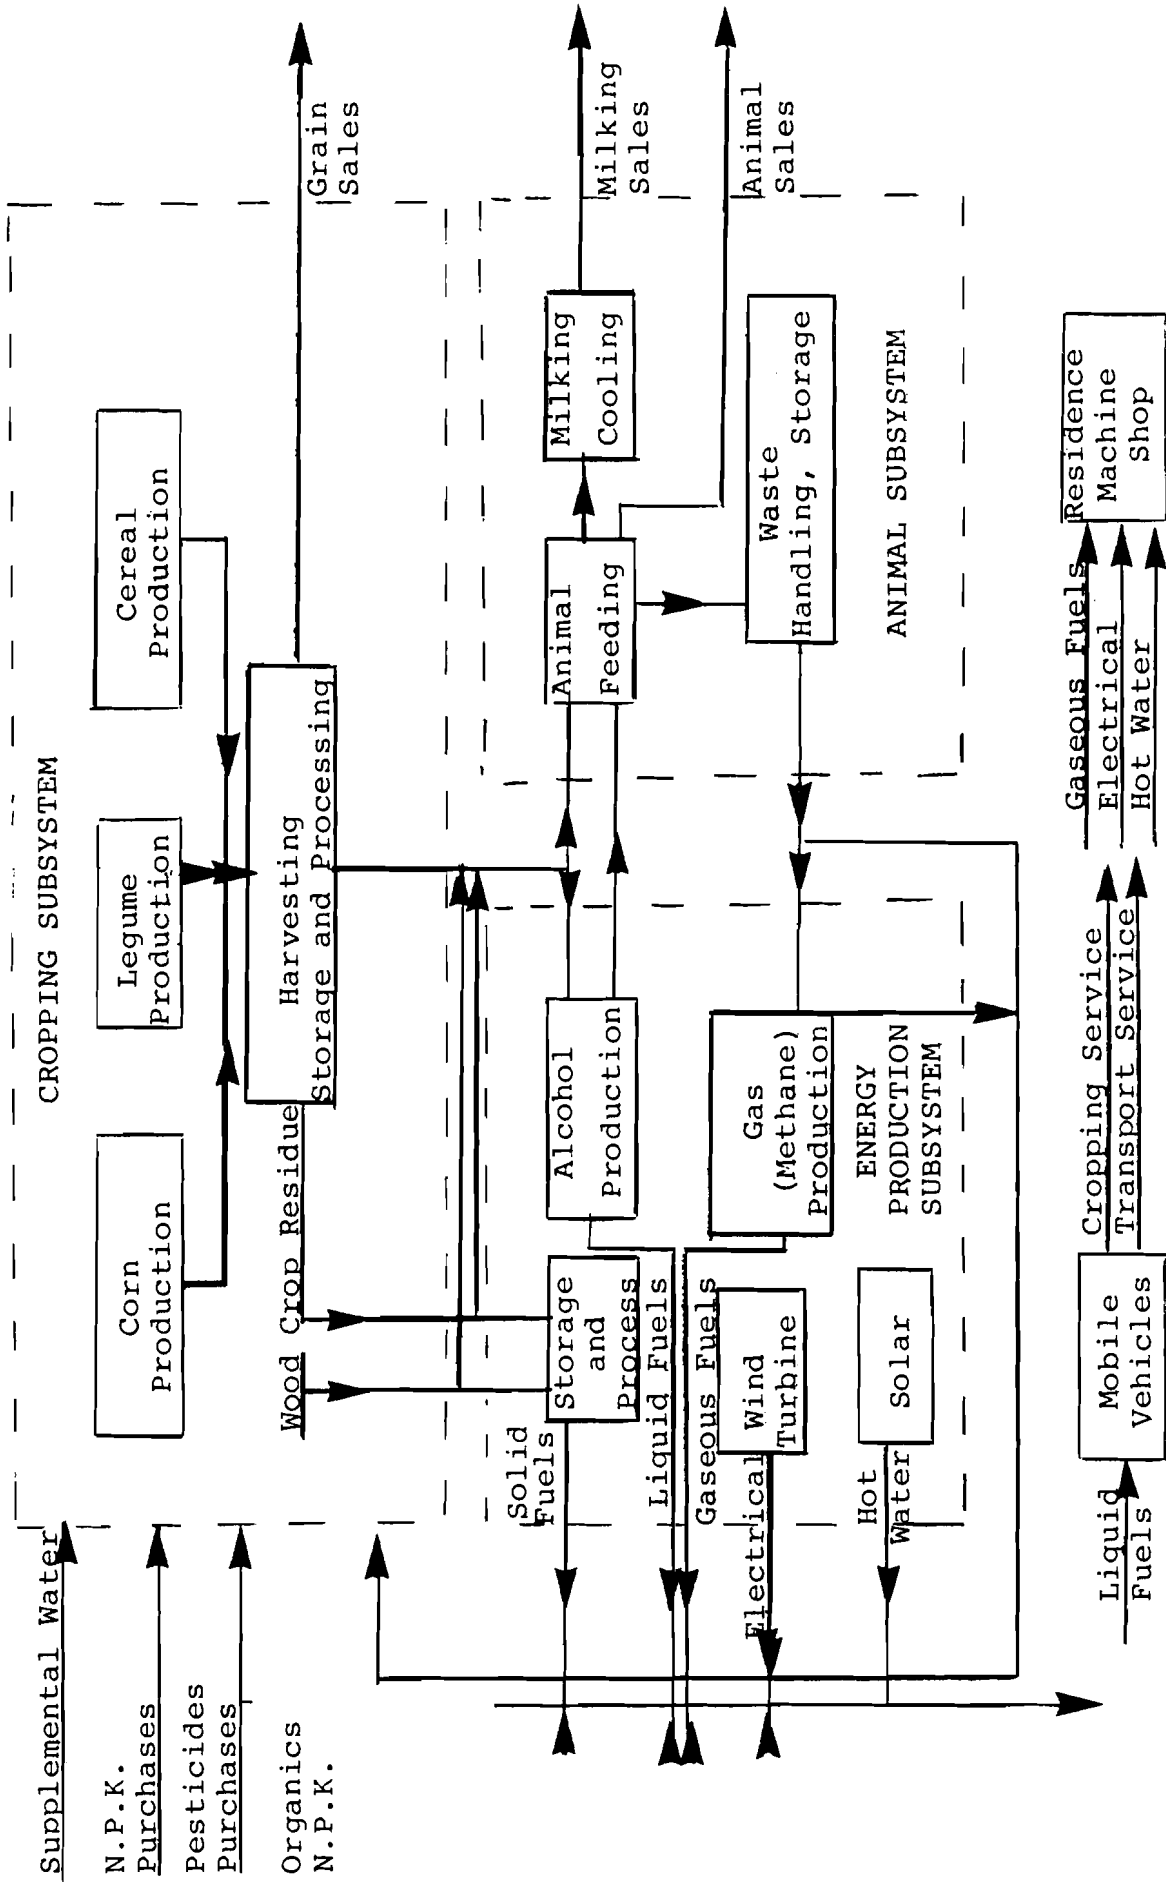 CROPPING SUBSYSTEM
Supplemental Water
N.P.K.
Purchases
Pesticides
Purchases
Organics
N.P.K.
Corn
Production
Legume
Production
Cereal
Production
Harvesting
Storage and Processing
Grain
Sales
Wood
Crop Residue
Solid
Fuels
Storage
and
Process
Alcohol
Production
Animal
Feeding
Milking
Cooling
Milking
Sales
Animal
Sales
Liquid Fuels
Gaseous Fuels
Gas
(Methane)
Production
Waste
Handling, Storage
Electrical
Wind
Turbine
Hot
Water
Solar
ENERGY
PRODUCTION
SUBSYSTEM
ANIMAL SUBSYSTEM
Liquid
Fuels
Mobile
Vehicles
Cropping Service
Transport Service
Gaseous Fuels
Electrical
Hot Water
Residence
Machine
Shop